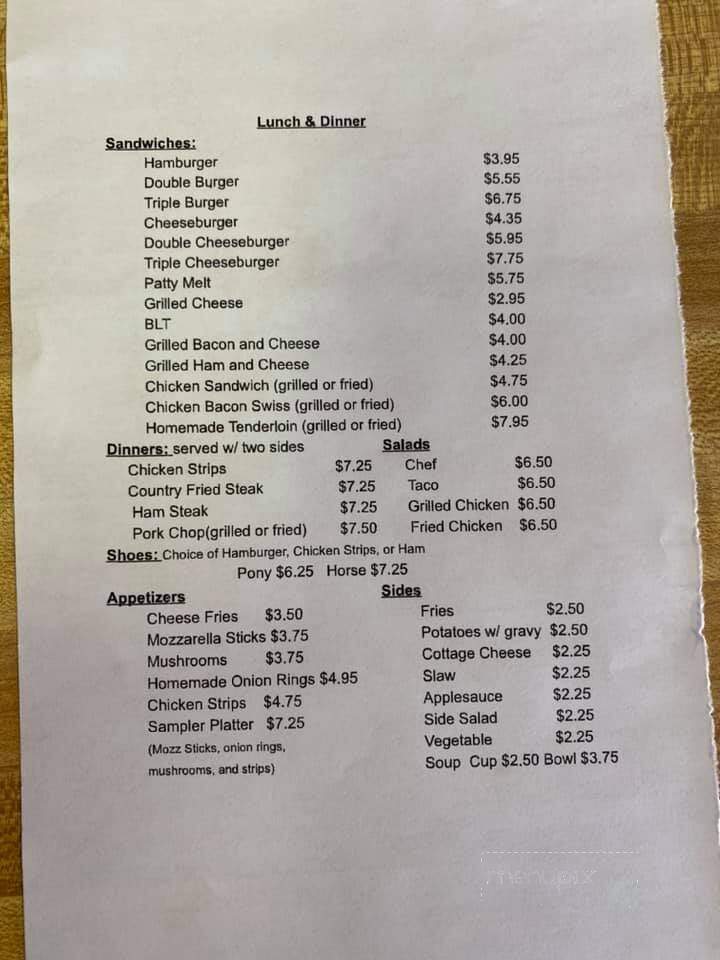 Lunch & Dinner
Sandwiches:
Hamburger $3.95
Double Burger $5.55
Triple Burger $6.75
Cheeseburger $4.35
Double Cheeseburger $5.95
Triple Cheeseburger $7.75
Patty Melt $5.75
Grilled Cheese $2.95
BLT $4.00
Grilled Bacon and Cheese $4.00
Grilled Ham and Cheese $4.25
Chicken Sandwich (grilled or fried) $4.75
Chicken Bacon Swiss (grilled or fried) $6.00
Homemade Tenderloin (grilled or fried) $7.95
Dinners: served w/ two sides Salads
Chicken Strips $7.25 Chef $6.50
Country Fried Steak $7.25 Taco $6.50
Ham Steak $7.25 Grilled Chicken $6.50
Pork Chop(grilled or fried) $7.50 Fried Chicken $6.50
Shoes: Choice of Hamburger, Chicken Strips, or Ham
Pony $6.25 Horse $7.25
Appetizers Sides
Cheese Fries $3.50 Fries $2.50
Mozzarella Sticks $3.75 Potatoes w/ gravy $2.50
Mushrooms $3.75 Cottage Cheese $2.25
Homemade Onion Rings $4.95 Slaw $2.25
Chicken Strips $4.75 Applesauce $2.25
Sampler Platter $7.25 Side Salad $2.25
(Mozz Sticks, onion rings, Vegetable $2.25
mushrooms, and strips) Soup Cup $2.50 Bowl $3.75
menupix